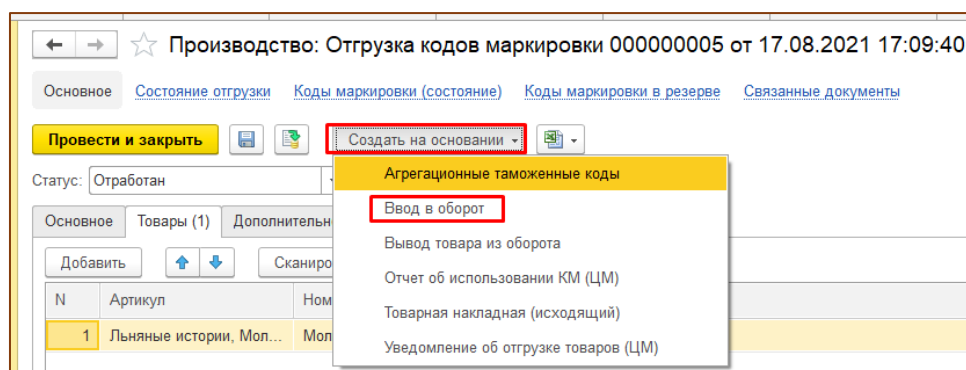 Производство: Отгрузка кодов маркировки 000000005 от 17.08.2021 17:09:40
Основное Состояние отгрузки Коды маркировки (состояние) Коды маркировки в резерве Связанные документы
Провести и закрыть Создать на основании
Статус: Отработан
Агрегационные таможенные коды
Основное Товары (1) Дополнительн
Ввод в оборот
Вывод товара из оборота
Добавить Сканиро
Отчет об использовании КМ (ЦМ)
N Артикул Ном
Товарная накладная (исходящий)
1 Льняные истории, Мол... Мол
Уведомление об отгрузке товаров (ЦМ)